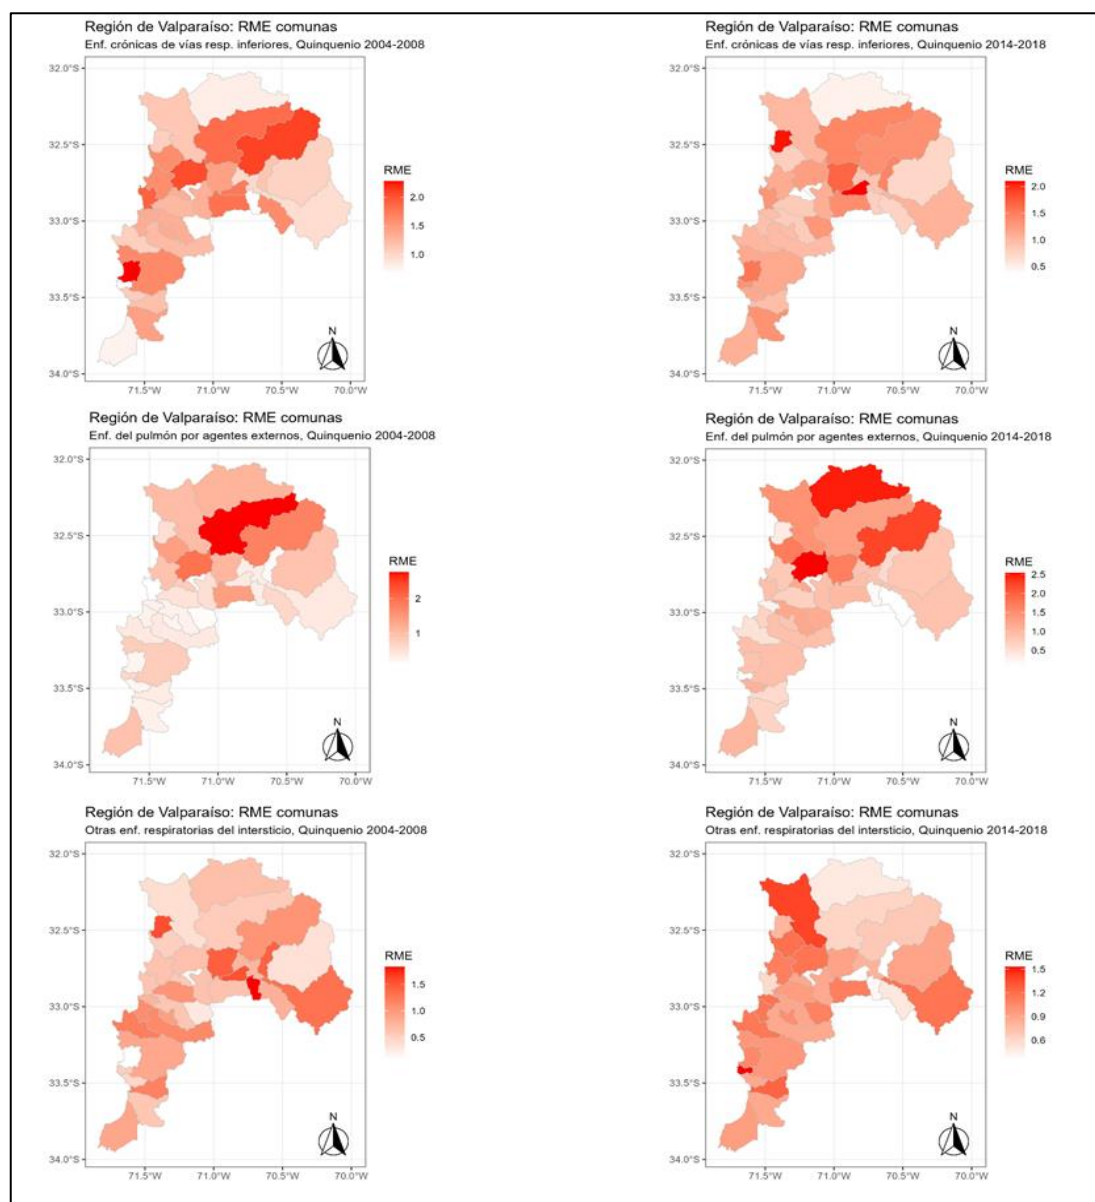 Región de Valparaíso: RME comunas
Enf. crónicas de vías resp. inferiores, Quinquenio 2004-2008
32.0°S
32.5°S
33.0°S
33.5°S
34.0°S
71.5°W 71.0°W 70.5°W 70.0°W
N
RME
2.0
1.5
1.0
Región de Valparaíso: RME comunas
Enf. crónicas de vías resp. inferiores, Quinquenio 2014-2018
32.0°S
32.5°S
33.0°S
33.5°S
34.0°S
71.5°W 71.0°W 70.5°W 70.0°W
N
RME
2.0
1.5
1.0
0.5
Región de Valparaíso: RME comunas
Enf. del pulmón por agentes externos, Quinquenio 2004-2008
32.0°S
32.5°S
33.0°S
33.5°S
34.0°S
71.5°W 71.0°W 70.5°W 70.0°W
N
RME
2
1
Región de Valparaíso: RME comunas
Enf. del pulmón por agentes externos, Quinquenio 2014-2018
32.0°S
32.5°S
33.0°S
33.5°S
34.0°S
71.5°W 71.0°W 70.5°W 70.0°W
N
RME
2.5
2.0
1.5
1.0
0.5
Región de Valparaíso: RME comunas
Otras enf. respiratorias del intersticio, Quinquenio 2004-2008
32.0°S
32.5°S
33.0°S
33.5°S
34.0°S
71.5°W 71.0°W 70.5°W 70.0°W
N
RME
1.5
1.0
0.5
Región de Valparaíso: RME comunas
Otras enf. respiratorias del intersticio, Quinquenio 2014-2018
32.0°S
32.5°S
33.0°S
33.5°S
34.0°S
71.5°W 71.0°W 70.5°W 70.0°W
N
RME
1.5
1.2
0.9
0.6